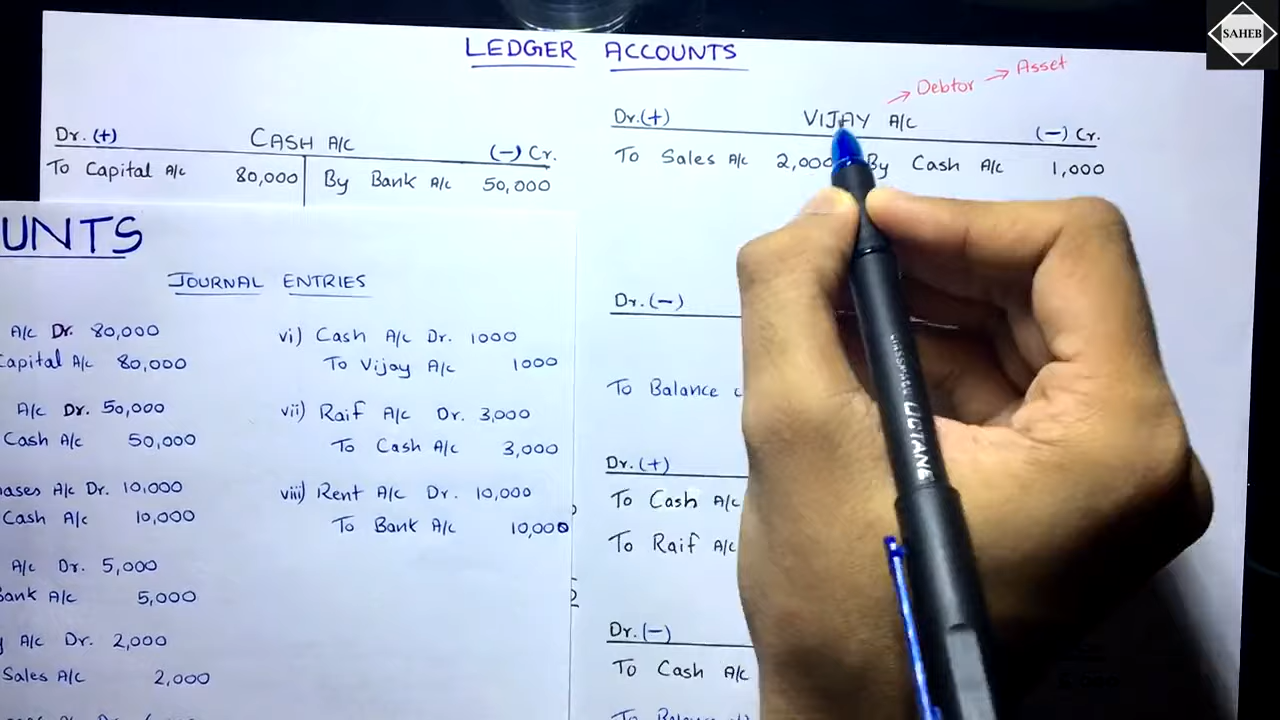 SAHEB
LEDGER ACCOUNTS
Dr. (+) CASH A/c (-) Cr.
To Capital A/c 80,000 By Bank A/c 50,000
→ Debtor → Asset
Dr.(+) VIJAY A/c (-) Cr.
To Sales A/c 2,000 By Cash A/c 1,000
UNTS
JOURNAL ENTRIES
A/c Dr. 80,000
Capital A/c 80,000
A/c Dr. 50,000
Cash A/c 50,000
hases A/c Dr. 10,000
Cash A/c 10,000
A/c Dr. 5,000
Bank A/c 5,000
y A/c Dr. 2,000
Sales A/c 2,000
vi) Cash A/c Dr. 1000
To Vijay A/c 1000
vii) Raif A/c Dr. 3,000
To Cash A/c 3,000
viii) Rent A/c Dr. 10,000
To Bank A/c 10,000
Dr. (-)
To Balance c
Dr. (+)
To Cash A/c
To Raif A/c
Dr. (-)
To Cash A/c
OCTANE